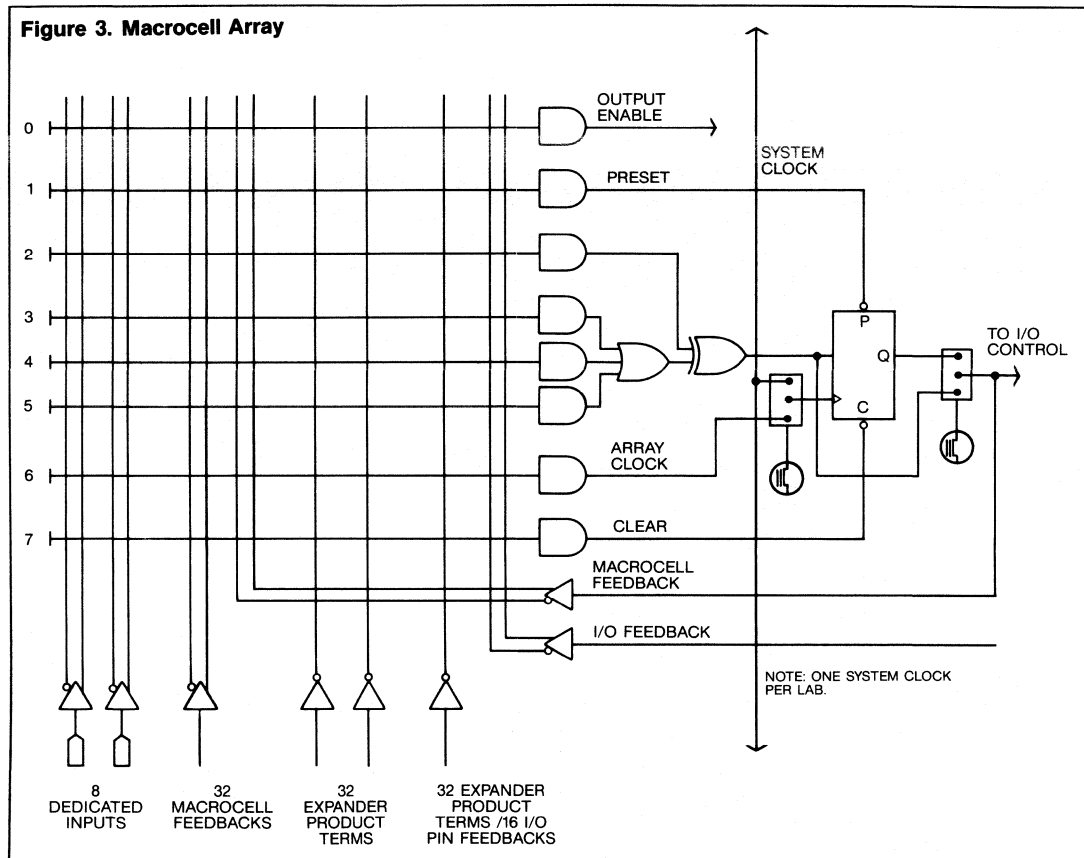 Figure 3. Macrocell Array
OUTPUT
ENABLE
0
SYSTEM
CLOCK
1
PRESET
2
3
P
TO I/O
CONTROL
4
Q
5
C
ARRAY
CLOCK
6
7
CLEAR
MACROCELL
FEEDBACK
I/O FEEDBACK
NOTE: ONE SYSTEM CLOCK
PER LAB.
8
DEDICATED
INPUTS
32
MACROCELL
FEEDBACKS
32
EXPANDER
PRODUCT
TERMS
32 EXPANDER
PRODUCT
TERMS /16 I/O
PIN FEEDBACKS